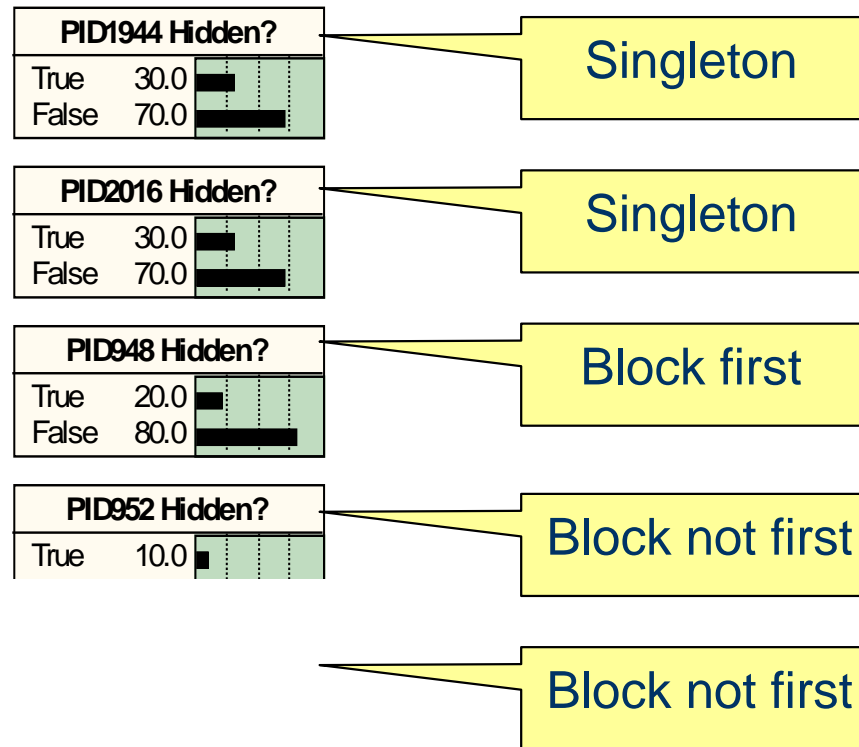 PID1944 Hidden?
True 30.0
False 70.0
Singleton
PID2016 Hidden?
True 30.0
False 70.0
Singleton
PID948 Hidden?
True 20.0
False 80.0
Block first
PID952 Hidden?
True 10.0
Block not first
Block not first